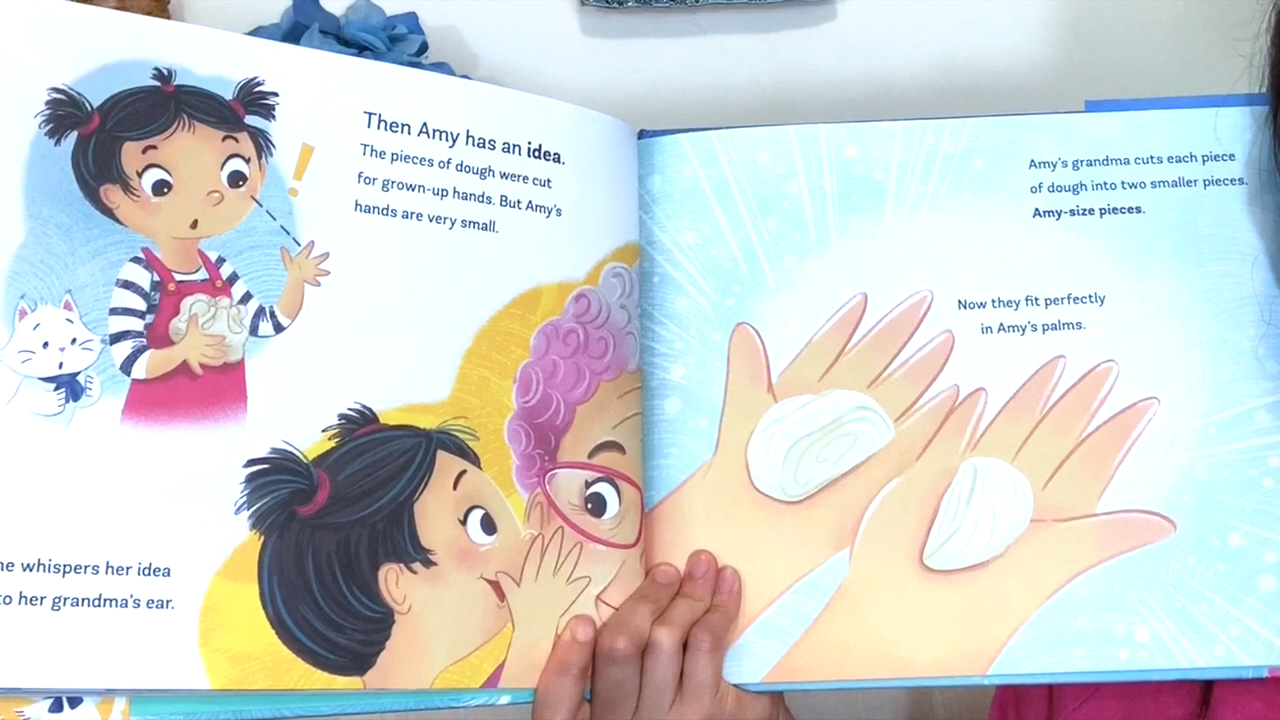 Then Amy has an idea.
The pieces of dough were cut
for grown-up hands. But Amy's
hands are very small.
whispers her idea
her grandma's ear.
Amy's grandma cuts each piece
of dough into two smaller pieces.
Amy-size pieces.
Now they fit perfectly
in Amy's palms.